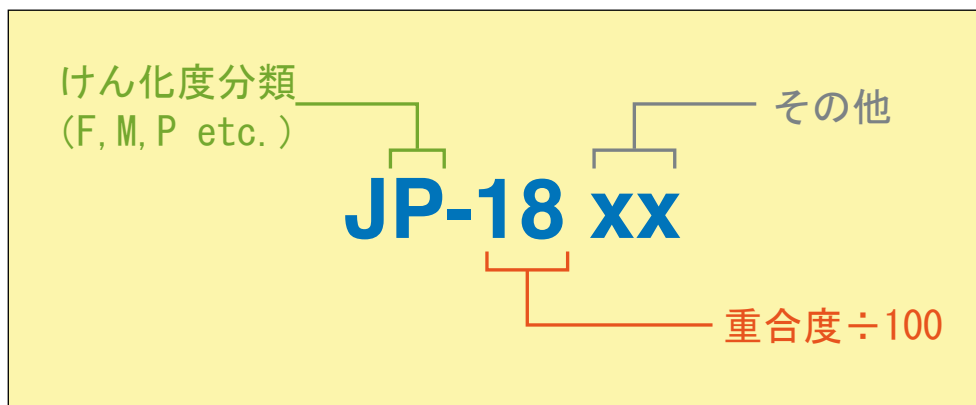 けん化度分類
(F,M,P etc.)
その他
JP-18 xx
重合度÷100